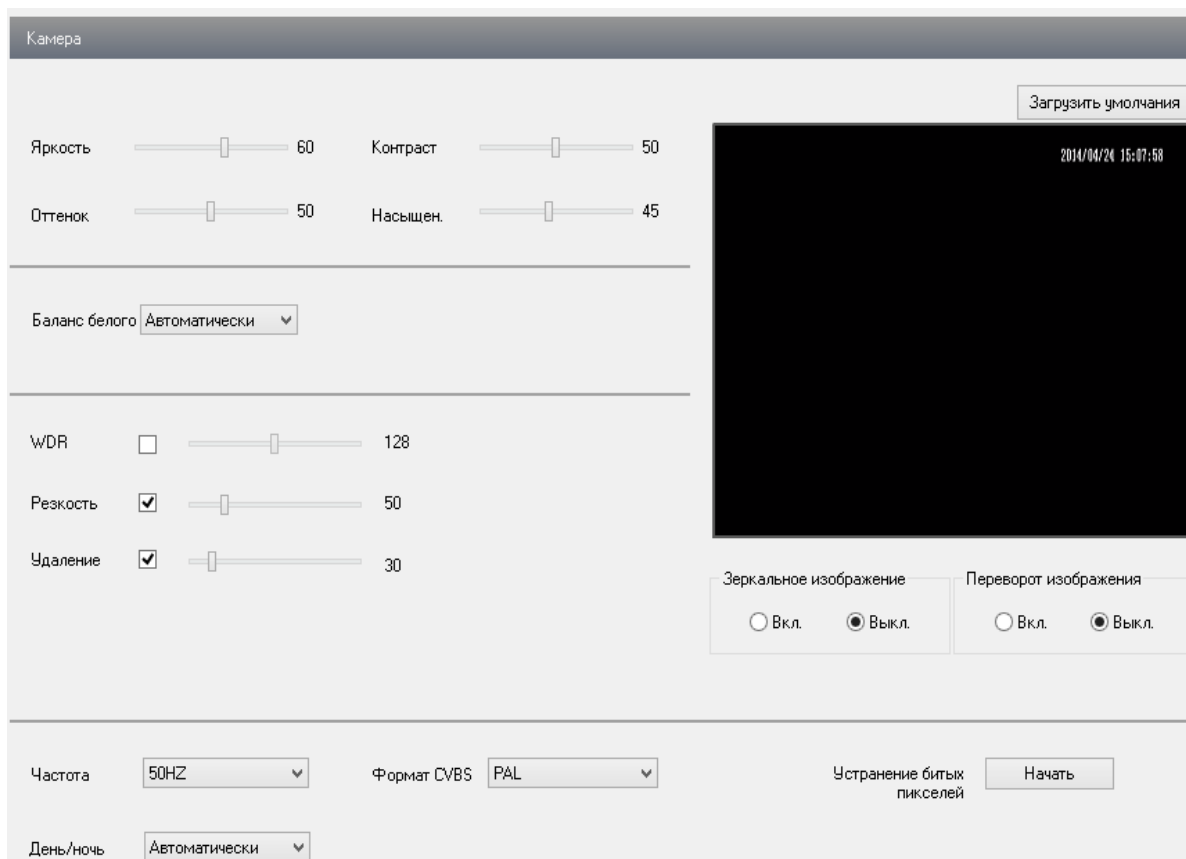 Камера
Загрузить умолчания
Яркость 60 Контраст 50
2014/04/24 15:07:58
Оттенок 50 Насыщен. 45
Баланс белого Автоматически
WDR 128
Резкость 50
Удаление 30
Зеркальное изображение Переворот изображения
Вкл. Выкл. Вкл. Выкл.
Частота 50HZ Формат CVBS PAL Устранение битых Начать
пикселей
День/ночь Автоматически